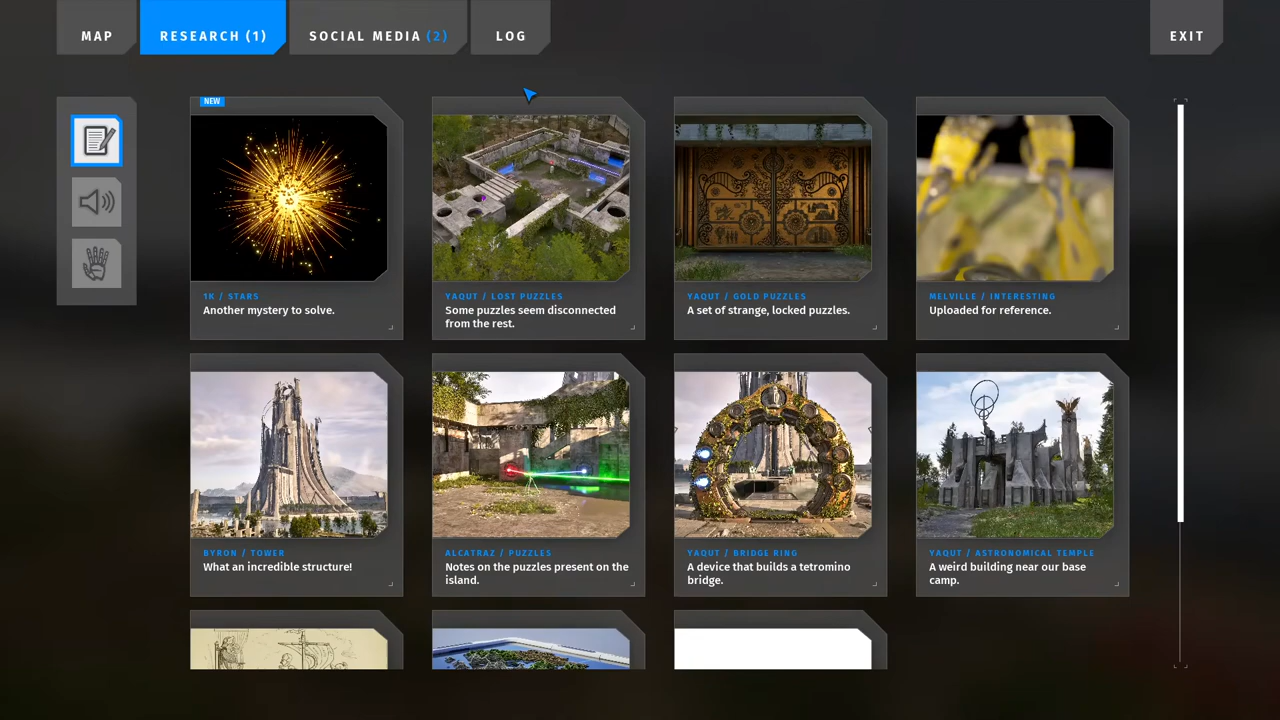 MAP
RESEARCH (1)
SOCIAL MEDIA (2)
LOG
EXIT
NEW
1K / STARS
Another mystery to solve.
YAQUT / LOST PUZZLES
Some puzzles seem disconnected
from the rest.
YAQUT / GOLD PUZZLES
A set of strange, locked puzzles.
MELVILLE / INTERESTING
Uploaded for reference.
BYRON / TOWER
What an incredible structure!
ALCATRAZ / PUZZLES
Notes on the puzzles present on the
island.
YAQUT / BRIDGE RING
A device that builds a tetromino
bridge.
YAQUT / ASTRONOMICAL TEMPLE
A weird building near our base
camp.